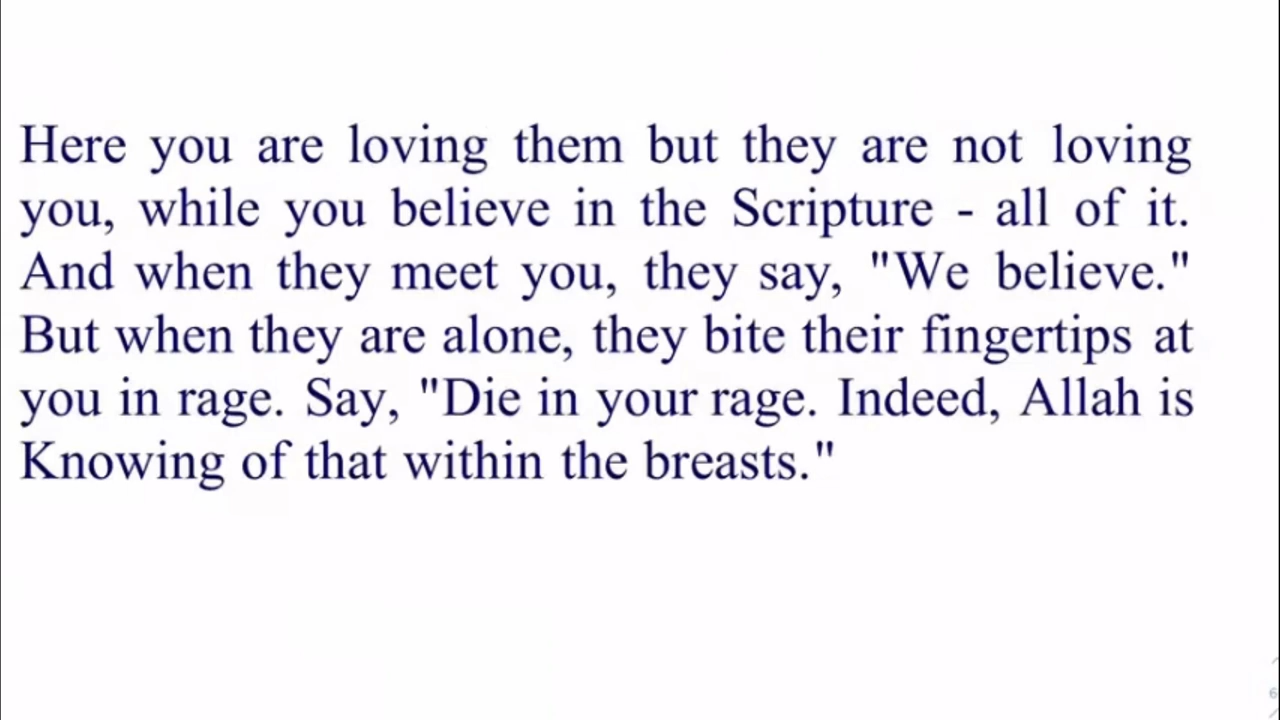 Here you are loving them but they are not loving
you, while you believe in the Scripture - all of it.
And when they meet you, they say, "We believe."
But when they are alone, they bite their fingertips at
you in rage. Say, "Die in your rage. Indeed, Allah is
Knowing of that within the breasts."
6